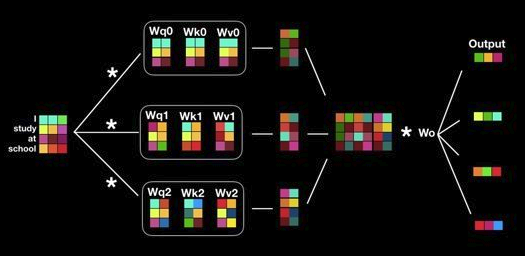 I
study
at
school
*
*
*
Wq0 Wk0 Wv0
Wq1 Wk1 Wv1
Wq2 Wk2 Wv2
* Wo
Output